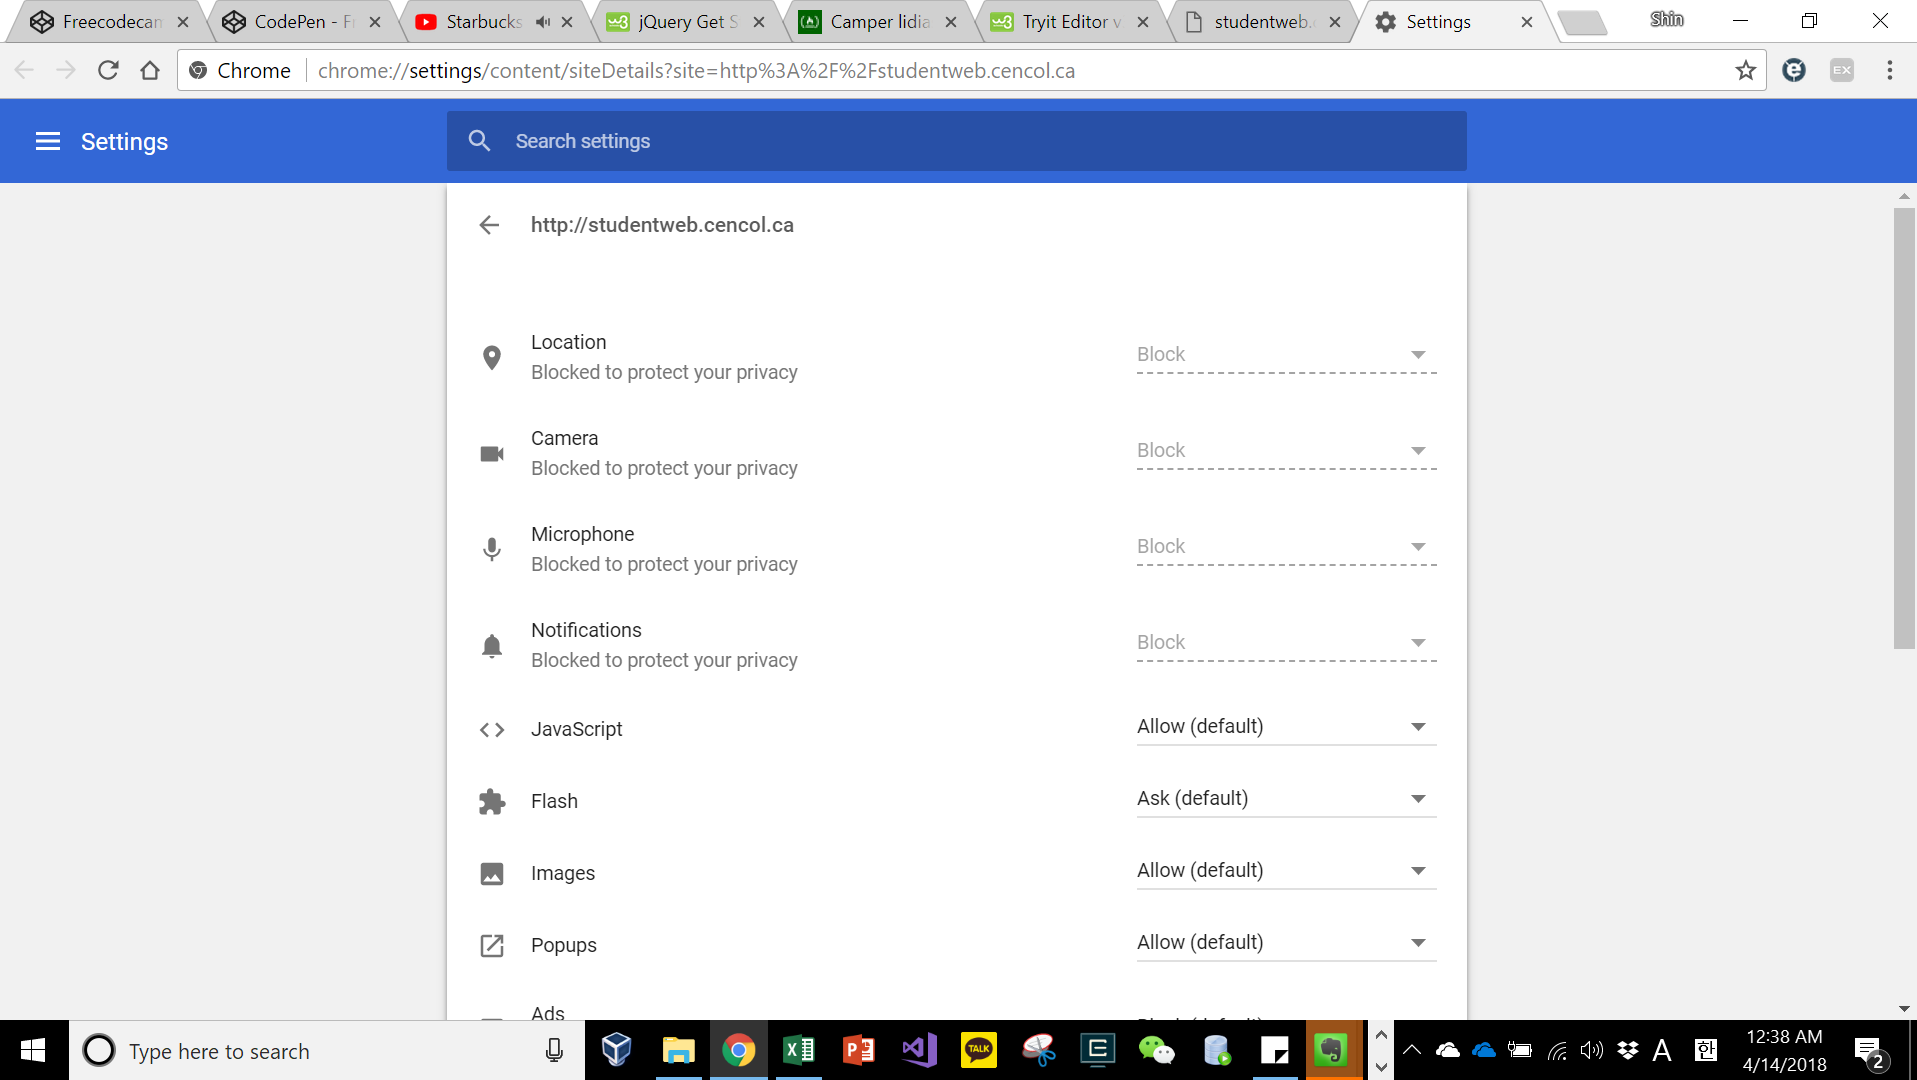 Freecodecam
CodePen - F
Starbucks
jQuery Get S
Camper lidia
Tryit Editor v
studentweb.
Settings
Shin
Chrome
chrome://settings/content/siteDetails?site=http%3A%2F%2Fstudentweb.cencol.ca
EX
Settings
Search settings
http://studentweb.cencol.ca
Location
Blocked to protect your privacy
Block
Camera
Blocked to protect your privacy
Block
Microphone
Blocked to protect your privacy
Block
Notifications
Blocked to protect your privacy
Block
JavaScript
Allow (default)
Flash
Ask (default)
Images
Allow (default)
Popups
Allow (default)
Ads
Type here to search
TALK
A
한
12:38 AM
4/14/2018
2